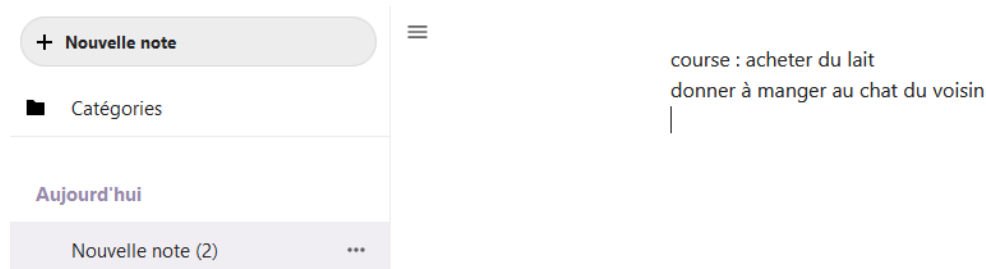 Nouvelle note
Catégories
Aujourd'hui
Nouvelle note (2)
course : acheter du lait
donner à manger au chat du voisin